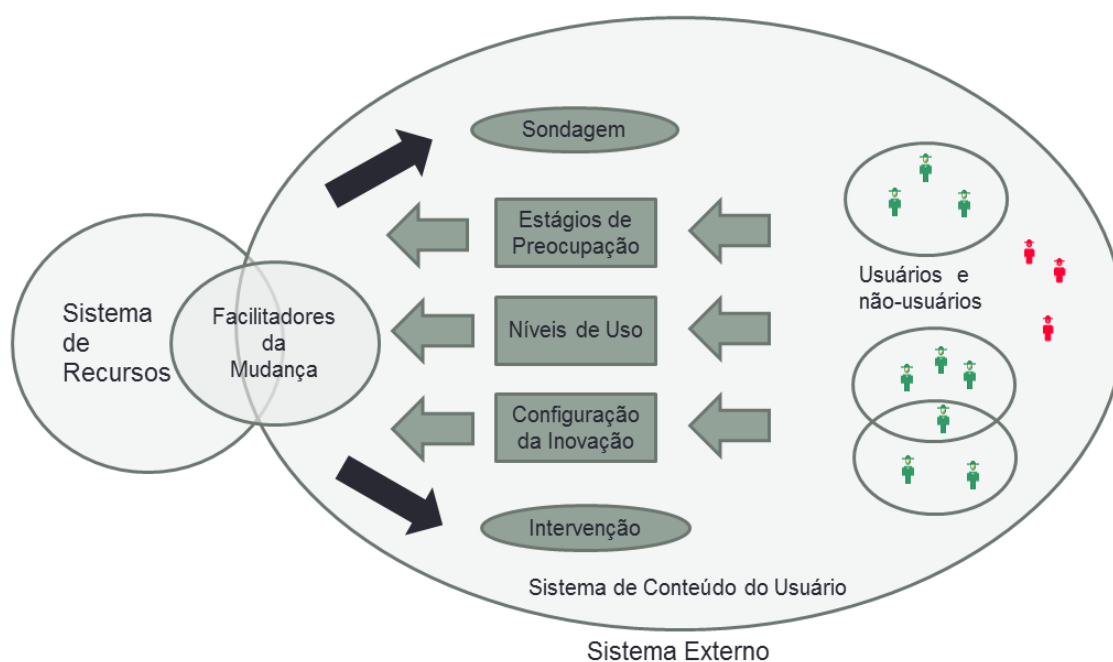 Sondagem
Estágios de
Preocupação
Usuários e
não-usuários
Sistema
de
Recursos
Facilitadores
da
Mudança
Níveis de Uso
Configuração
da Inovação
Intervenção
Sistema de Conteúdo do Usuário
Sistema Externo